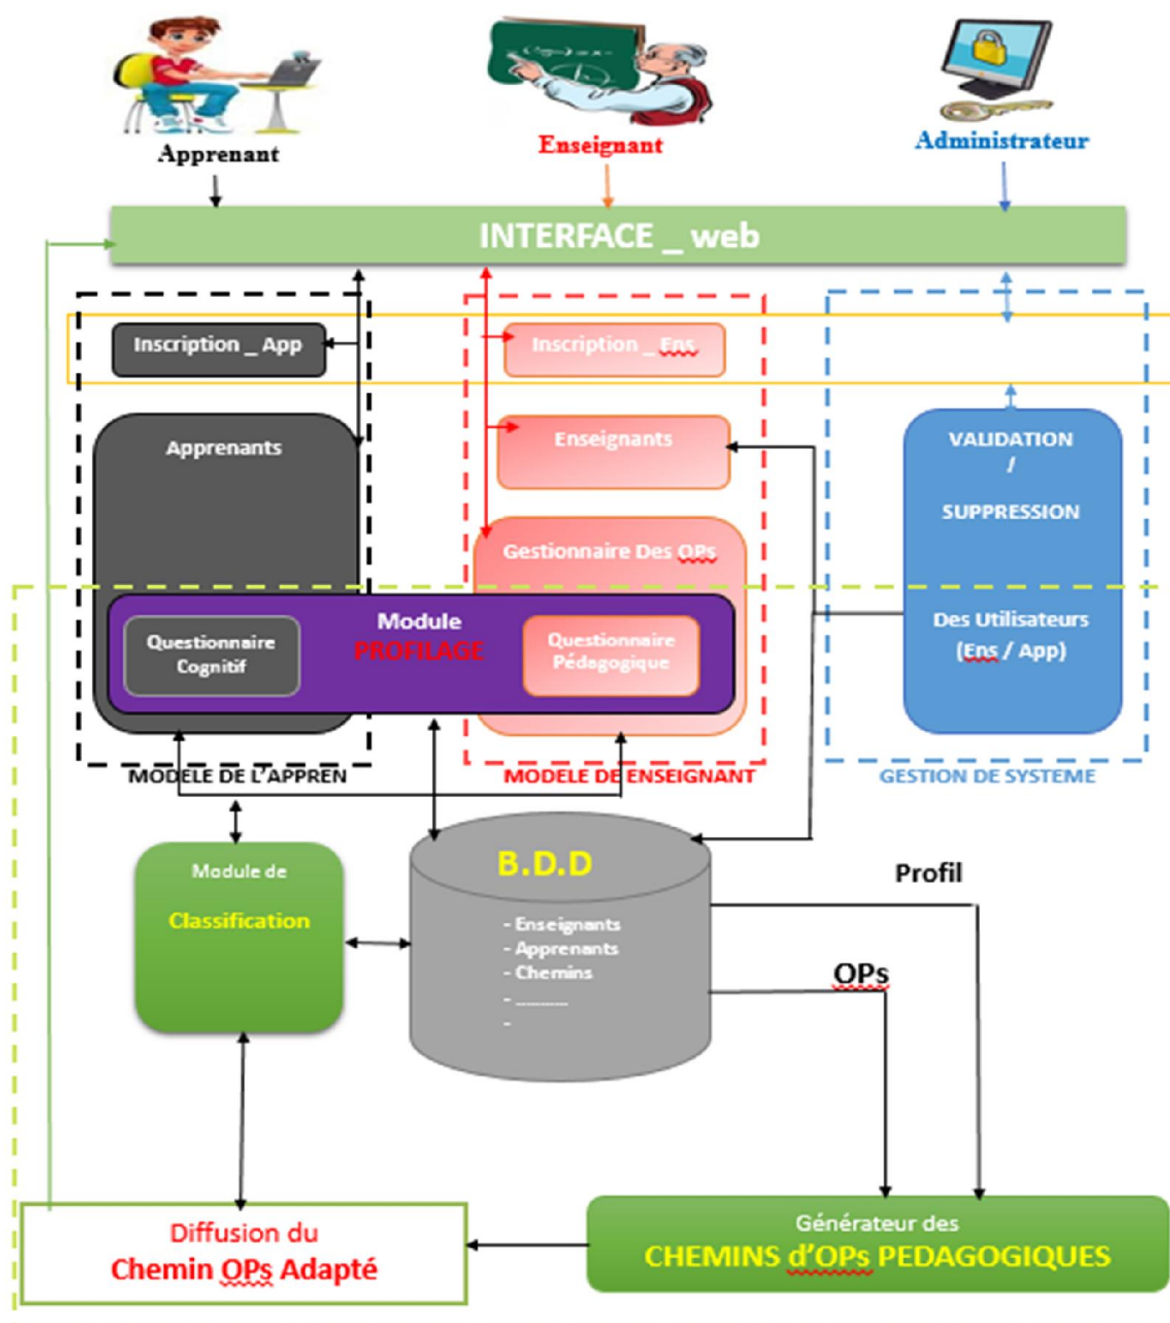 Apprenant
Enseignant
Administrateur
INTERFACE _ web
Inscription _ App
Inscription _ Ens
Apprenants
Enseignants
VALIDATION
/
SUPPRESSION
Des Utilisateurs
(Ens / App)
Gestionnaire Des OPs
Module
PROFILAGE
Questionnaire
Cognitif
Questionnaire
Pédagogique
MODELE DE L'APPREN
MODELE DE ENSEIGNANT
GESTION DE SYSTEME
Module de
Classification
B.D.D
- Enseignants
- Apprenants
- Chemins
- ............
-
Profil
OPs
Diffusion du
Chemin OPs Adapté
Générateur des
CHEMINS d'OPs PEDAGOGIQUES